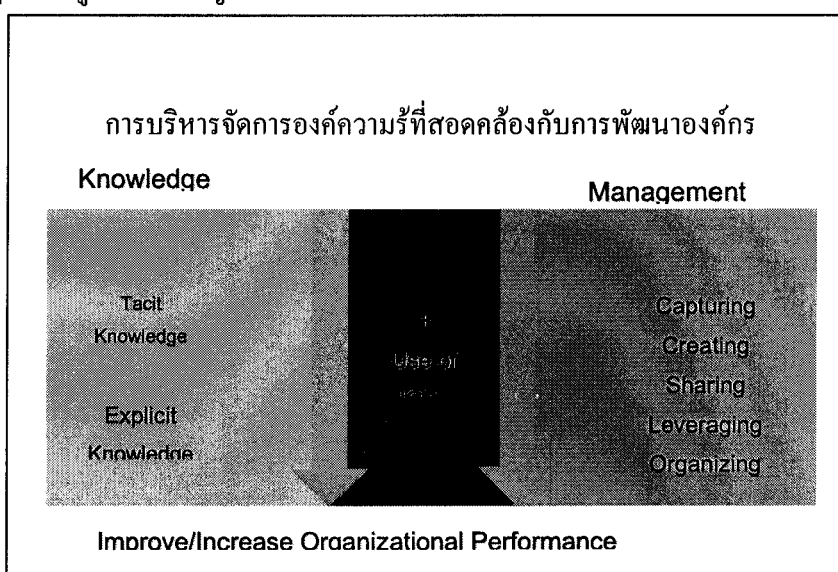 การบริหารจัดการองค์ความรู้ที่สอดคล้องกับการพัฒนาองค์กร
Knowledge
Management
Tacit
Knowledge
Explicit
Knowledge
+
Use of
Capturing
Creating
Sharing
Leveraging
Organizing
Improve/Increase Organizational Performance